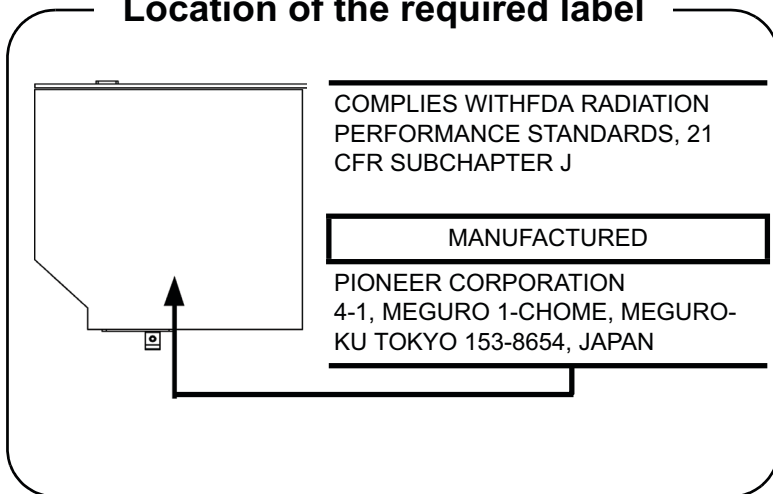 Location of the required label
COMPLIES WITHFDA RADIATION
PERFORMANCE STANDARDS, 21
CFR SUBCHAPTER J
MANUFACTURED
PIONEER CORPORATION
4-1, MEGURO 1-CHOME, MEGURO-
KU TOKYO 153-8654, JAPAN